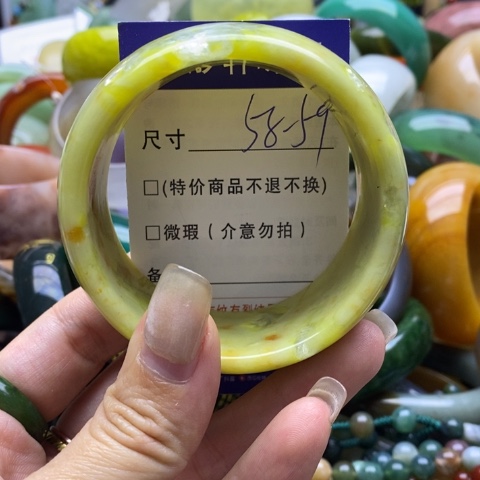 尺寸 58-59
□(特价商品不退不换)
□微瑕(介意勿拍)
备